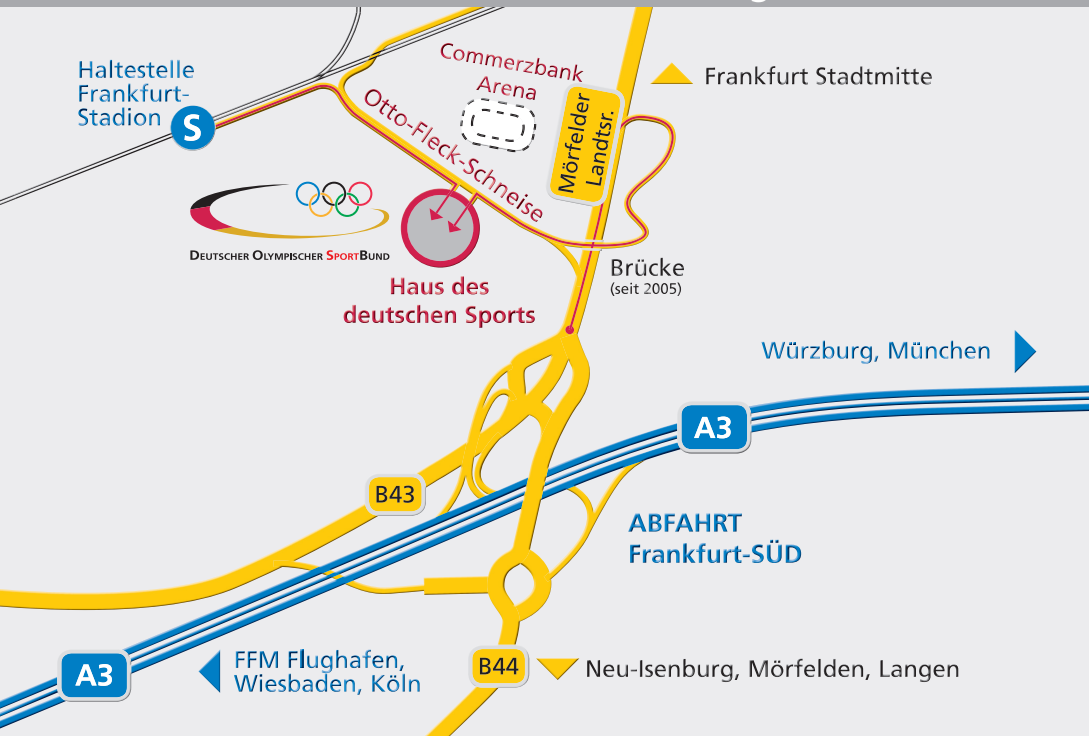 Haltestelle
Frankfurt-
Stadion
S
Commerzbank
Arena
Otto-Fleck-Schneise
Mörfelder
Landtsr.
Frankfurt Stadtmitte
DEUTSCHER OLYMPISCHER SPORTBUND
Haus des
deutschen Sports
Brücke
(seit 2005)
Würzburg, München
A3
B43
ABFAHRT
Frankfurt-SÜD
A3
FFM Flughafen,
Wiesbaden, Köln
B44
Neu-Isenburg, Mörfelden, Langen